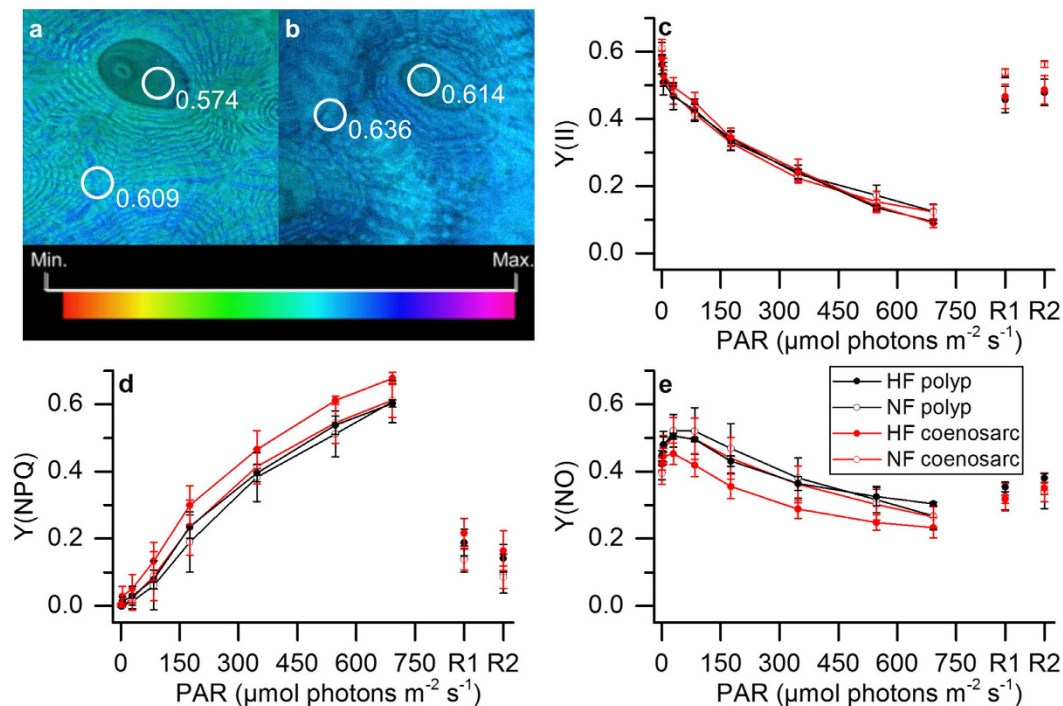 a
0.574
0.609
b
0.614
0.636
Min.
Max.
c
Y(II)
0.6
0.4
0.2
0.0
0 150 300 450 600 750 R1 R2
PAR (µmol photons m⁻² s⁻¹)
d
Y(NPQ)
0.6
0.4
0.2
0.0
0 150 300 450 600 750 R1 R2
PAR (µmol photons m⁻² s⁻¹)
e
Y(NO)
0.6
0.4
0.2
0.0
HF polyp
NF polyp
HF coenosarc
NF coenosarc
0 150 300 450 600 750 R1 R2
PAR (µmol photons m⁻² s⁻¹)